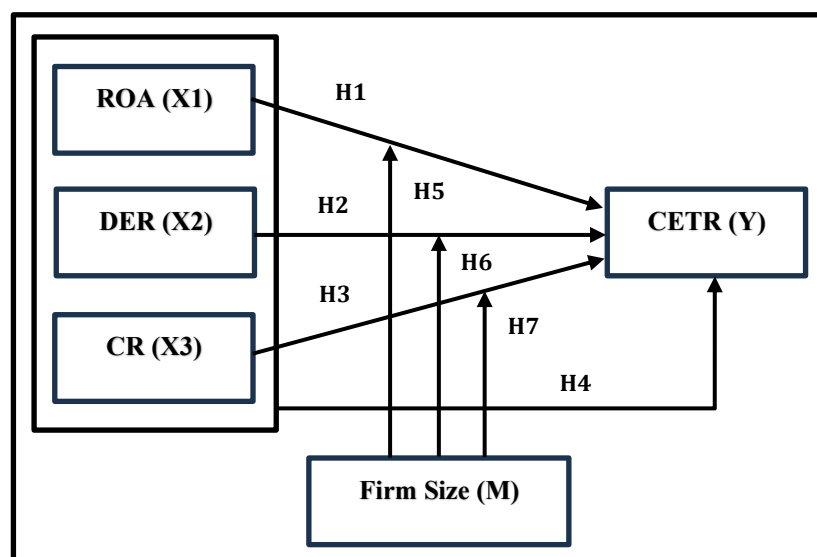 ROA (X1)
H1
H5
H2
DER (X2)
CETR (Y)
H6
H3
H7
CR (X3)
H4
Firm Size (M)